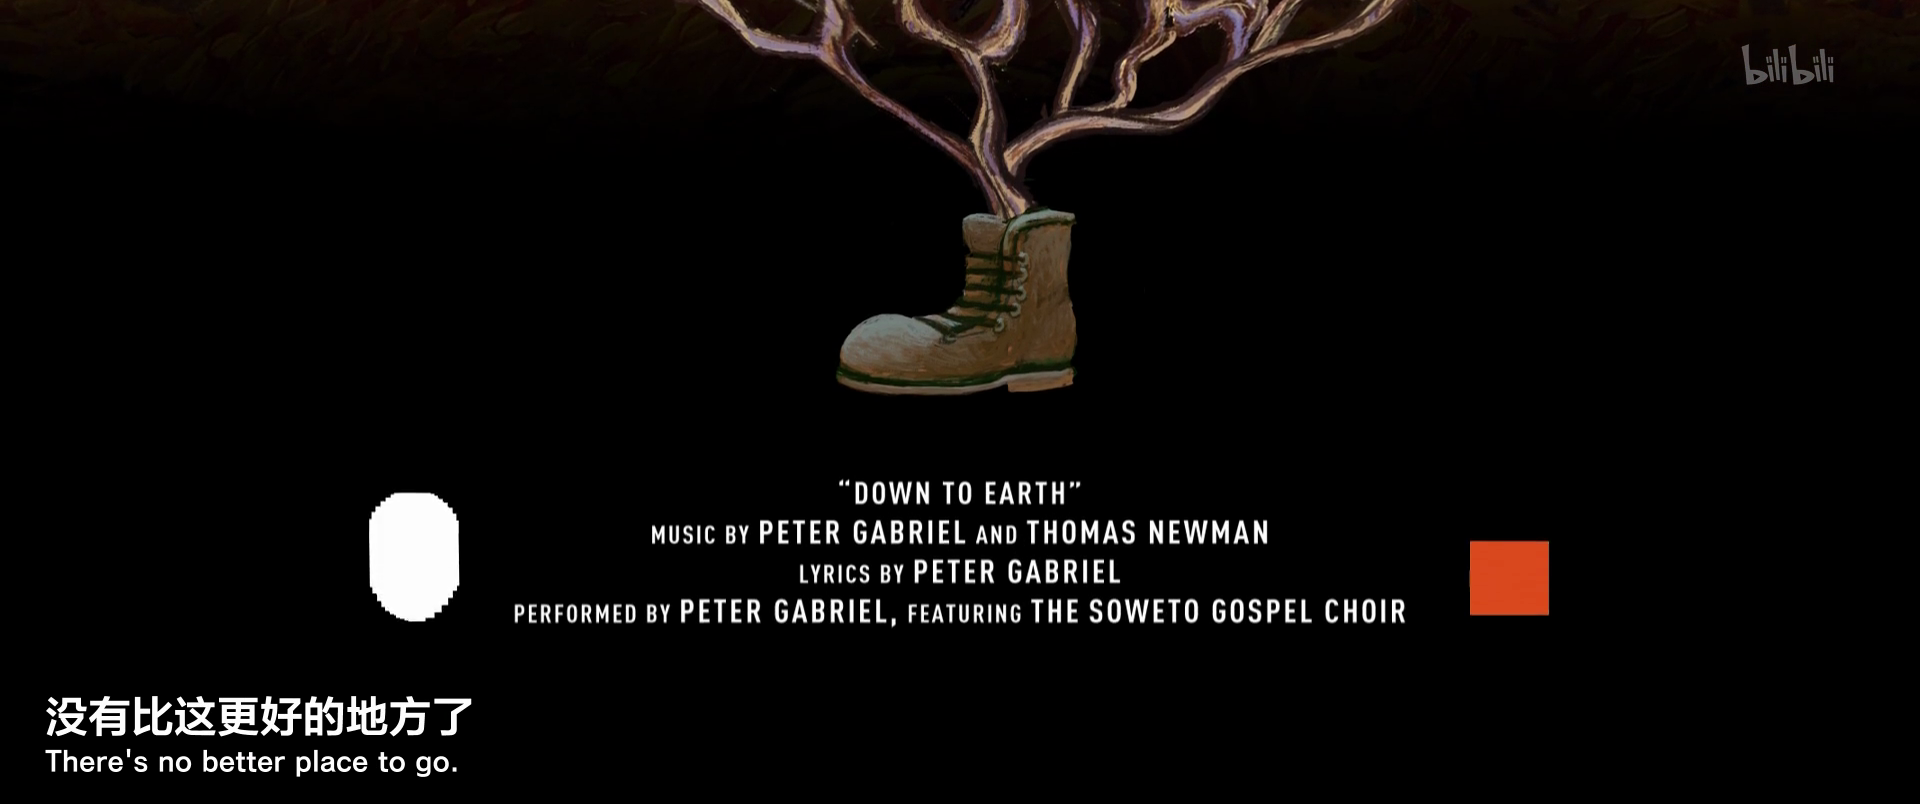 bilibili
“DOWN TO EARTH”
MUSIC BY PETER GABRIEL AND THOMAS NEWMAN
LYRICS BY PETER GABRIEL
PERFORMED BY PETER GABRIEL, FEATURING THE SOWETO GOSPEL CHOIR
没有比这更好的地方了
There's no better place to go.